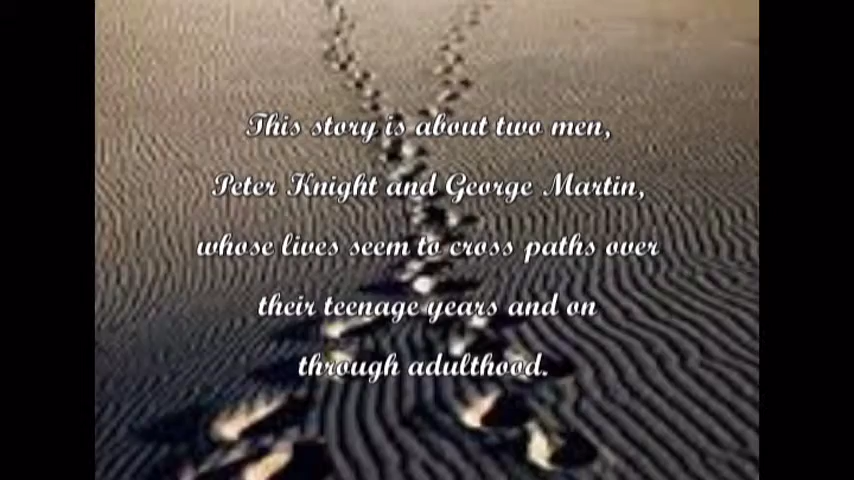 This story is about two men,
Peter Knight and George Martin,
whose lives seem to cross paths over
their teenage years and on
through adulthood.